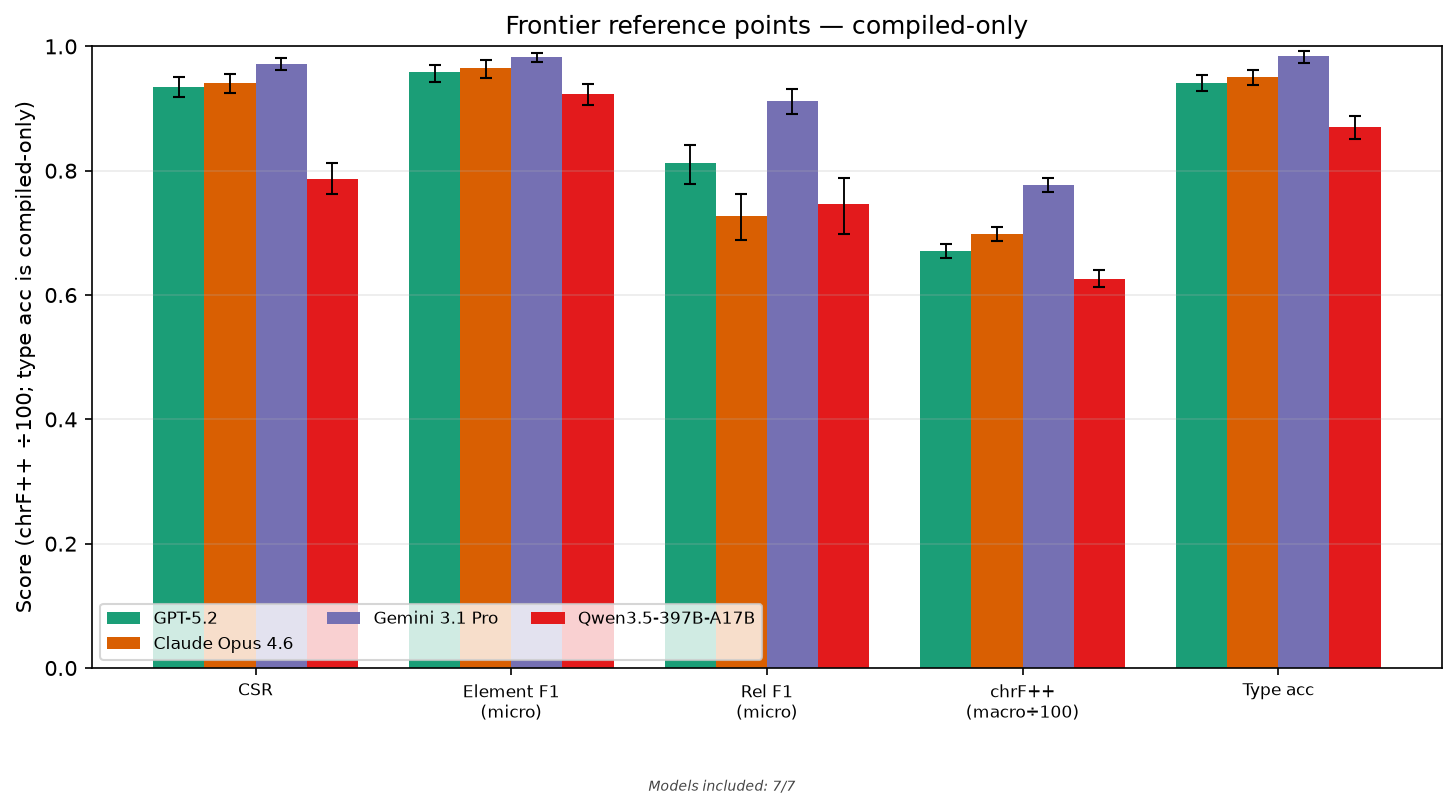 Frontier reference points — compiled-only
Score (chrF++ ÷100; type acc is compiled-only)
1.0
0.8
0.6
0.4
0.2
0.0
GPT-5.2
Claude Opus 4.6
Gemini 3.1 Pro
Qwen3.5-397B-A17B
CSR
Element F1
(micro)
Rel F1
(micro)
chrF++
(macro÷100)
Type acc
Models included: 7/7